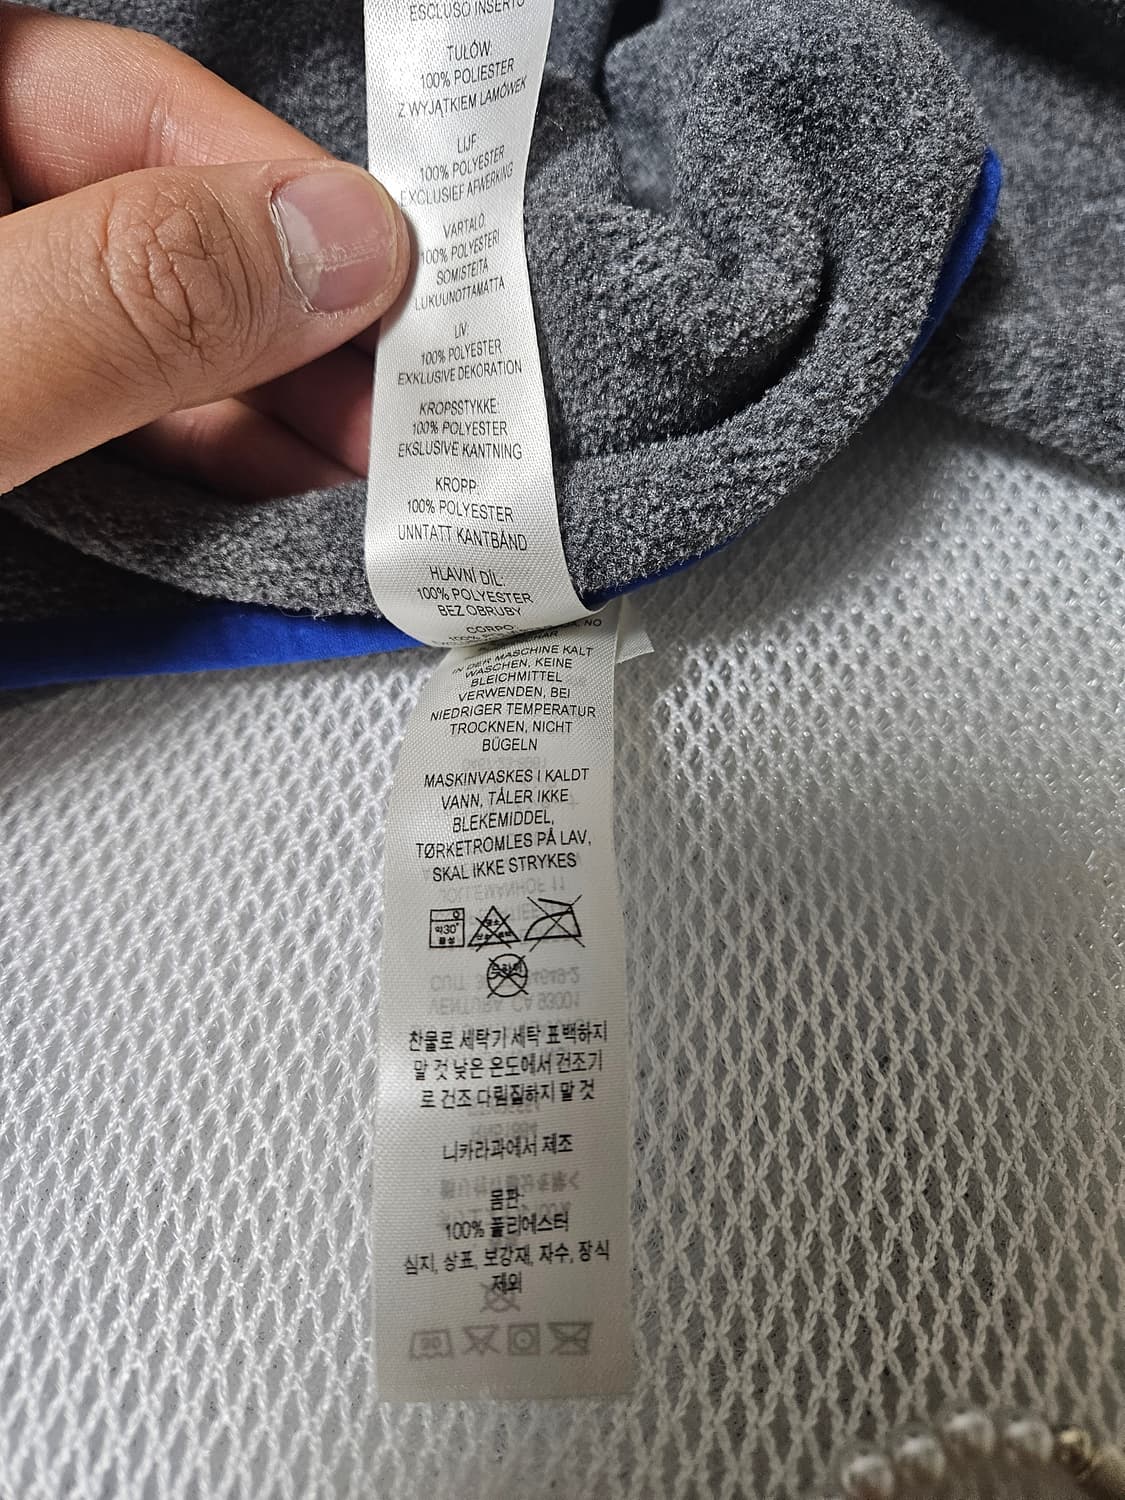 ESCLUSO INSERTO
TUŁÓW:
100% POLIESTER
Z WYJĄTKIEM LAMÓWEK
LIJF:
100% POLYESTER
EXCLUSIEF AFWERKING
VARTALO:
100% POLYESTERI
SOMISTEITA
LUKUUNOTTAMATTA
LIV:
100% POLYESTER
EXKLUSIVE DEKORATION
KROPSSTYKKE:
100% POLYESTER
EKSLUSIVE KANTNING
KROPP:
100% POLYESTER
UNNTATT KANTBÅND
HLAVNÍ DÍL:
100% POLYESTER
BEZ OBRUBY
CORPO:
100%
NO
IN DER MASCHINE KALT
WASCHEN, KEINE
BLEICHMITTEL
VERWENDEN, BEI
NIEDRIGER TEMPERATUR
TROCKNEN, NICHT
BÜGELN
MASKINVASKES I KALDT
VANN, TÅLER IKKE
BLEKEMIDDEL,
TØRKETROMLES PÅ LAV,
SKAL IKKE STRYKES
약30°
찬물로 세탁기 세탁 표백하지
말 것 낮은 온도에서 건조기
로 건조 다림질하지 말 것
니카라과에서 제조
몸판:
100% 폴리에스터
심지, 상표, 보강재, 자수, 장식
제외